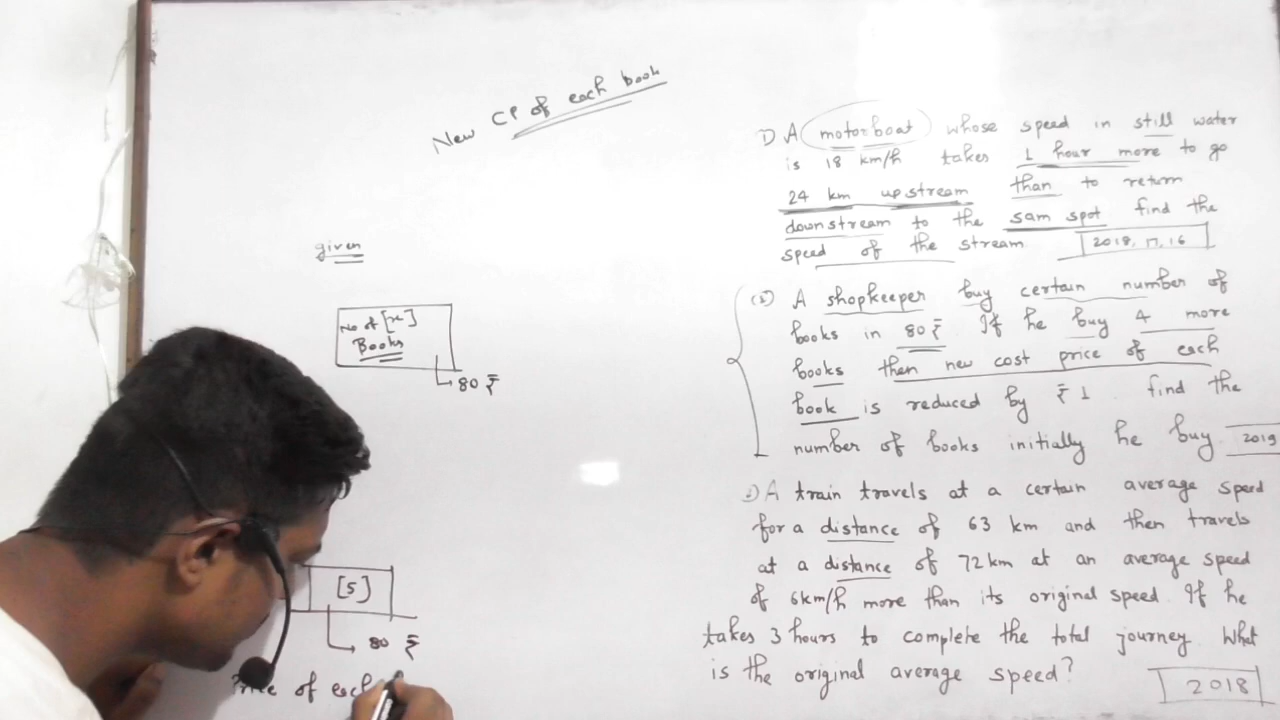 New CP of each book
given
No of [x]
Books
80 ₹
[5]
80 ₹
Price of each
1) A motorboat whose speed in still water
is 18 km/h takes 1 hour more to go
24 km upstream than to return
downstream to the sam spot find the
speed of the stream 2018, 17, 16
A shopkeeper buy certain number of
books in 80 ₹. If he buy 4 more
books then new cost price of each
book is reduced by ₹ 1 find the
number of books initially he buy. 2019
A train travels at a certain average speed
for a distance of 63 km and then travels
at a distance of 72 km at an average speed
of 6km/h more than its original speed. If he
takes 3 hours to complete the total journey. What
is the original average speed?
2018